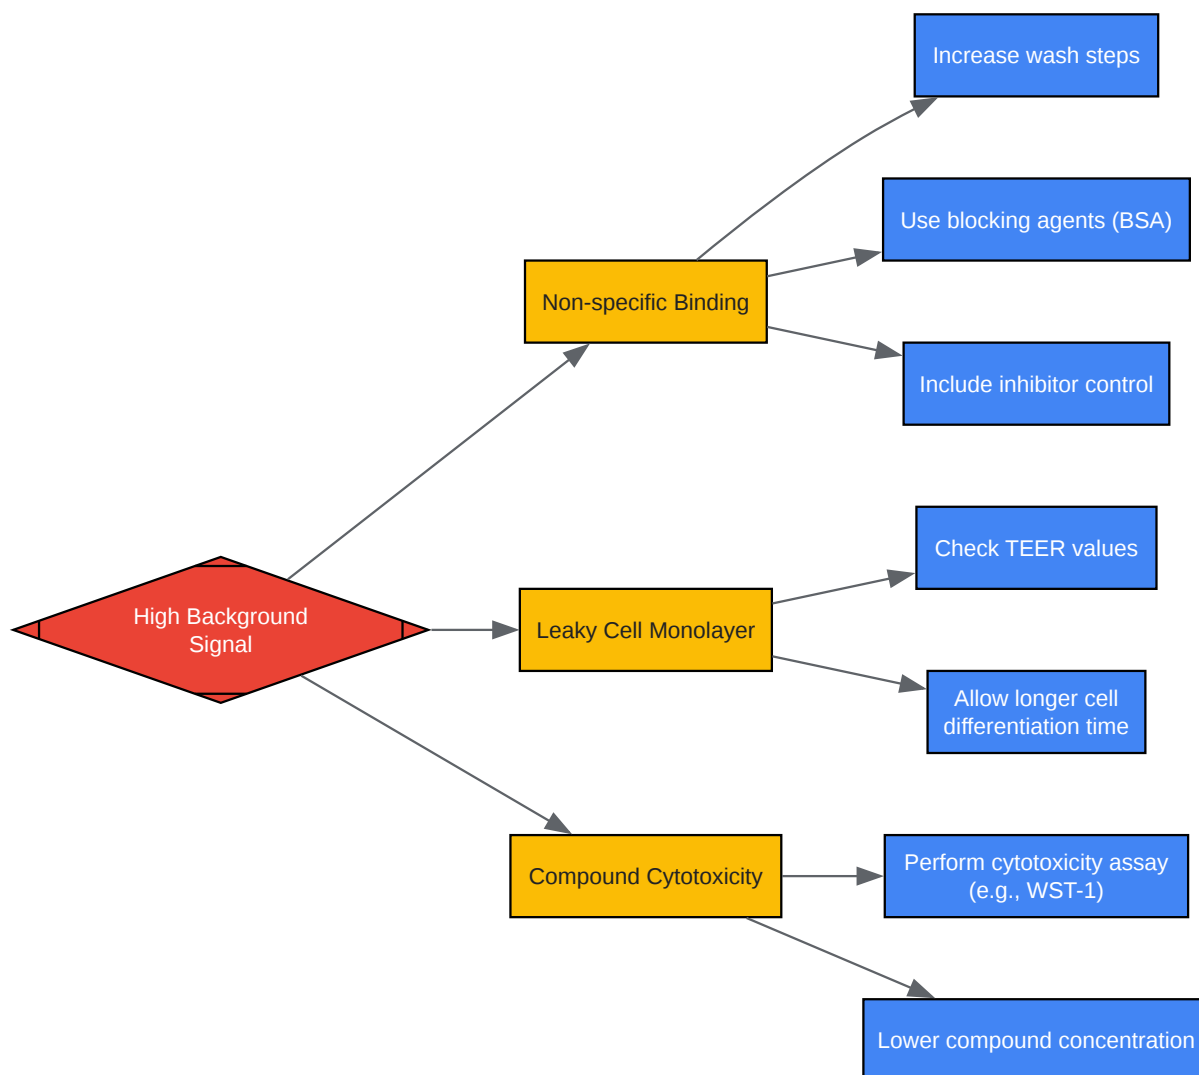 High Background
Signal
Non-specific Binding
Increase wash steps
Use blocking agents (BSA)
Include inhibitor control
Leaky Cell Monolayer
Check TEER values
Allow longer cell
differentiation time
Compound Cytotoxicity
Perform cytotoxicity assay
(e.g., WST-1)
Lower compound concentration